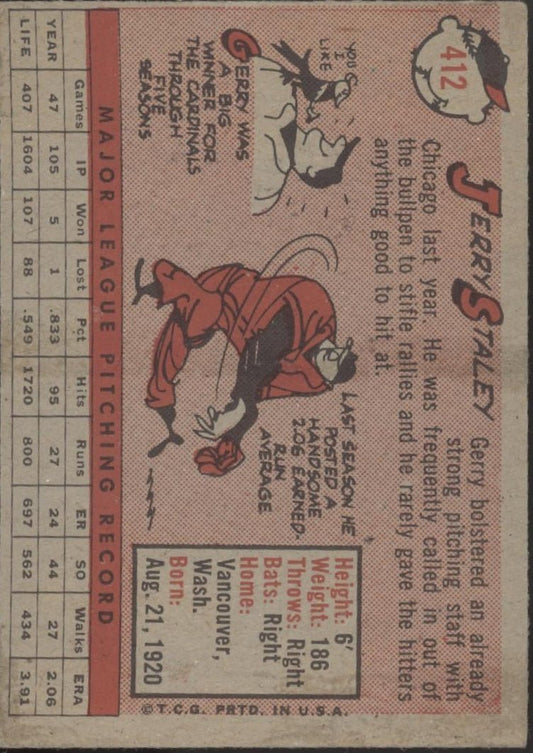 412
JERRY STALEY
Gerry bolstered an already
strong pitching staff with
Chicago last year. He was frequently called in out of
the bullpen to stifle rallies and he rarely gave the hitters
anything good to hit at.
YOU
I
LIKE
GERRY WAS
A BIG
WINNER FOR
THE CARDINALS
THROUGH
FIVE
SEASONS
LAST SEASON HE
POSTED A
HANDSOME
2.06 EARNED-
RUN
AVERAGE
Height: 6'
Weight: 186
Throws: Right
Bats: Right
Home:
Vancouver,
Wash.
Born:
Aug. 21, 1920
MAJOR LEAGUE PITCHING RECORD
Games IP Won Lost Pct Hits Runs ER SO Walks ERA
YEAR 47 105 5 1 .833 95 27 24 44 27 2.06
LIFE 407 1604 107 88 .549 1720 800 697 562 434 3.91
© T.C.G. PRTD. IN U.S.A.